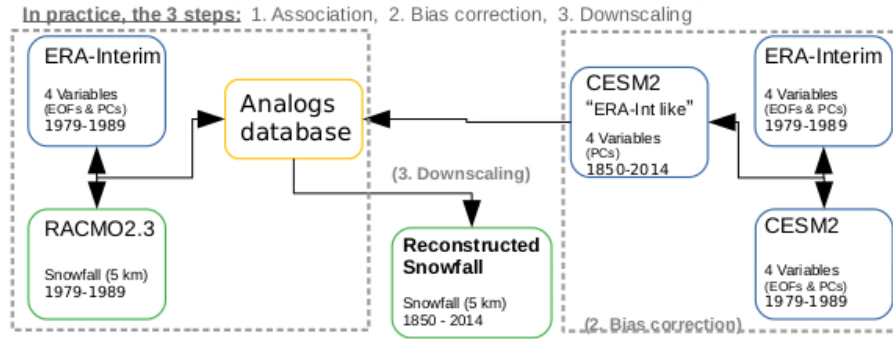 In practice, the 3 steps: 1. Association, 2. Bias correction, 3. Downscaling
ERA-Interim
4 Variables
(EOFs & PCs)
1979-1989
RACMO2.3
Snowfall (5 km)
1979-1989
Analogs
database
(3. Downscaling)
Reconstructed
Snowfall
Snowfall (5 km)
1850 - 2014
CESM2
“ERA-Int like”
4 Variables
(PCs)
1850-2014
ERA-Interim
4 Variables
(EOFs & PCs)
1979-1989
CESM2
4 Variables
(EOFs & PCs)
1979-1989
(2. Bias correction)